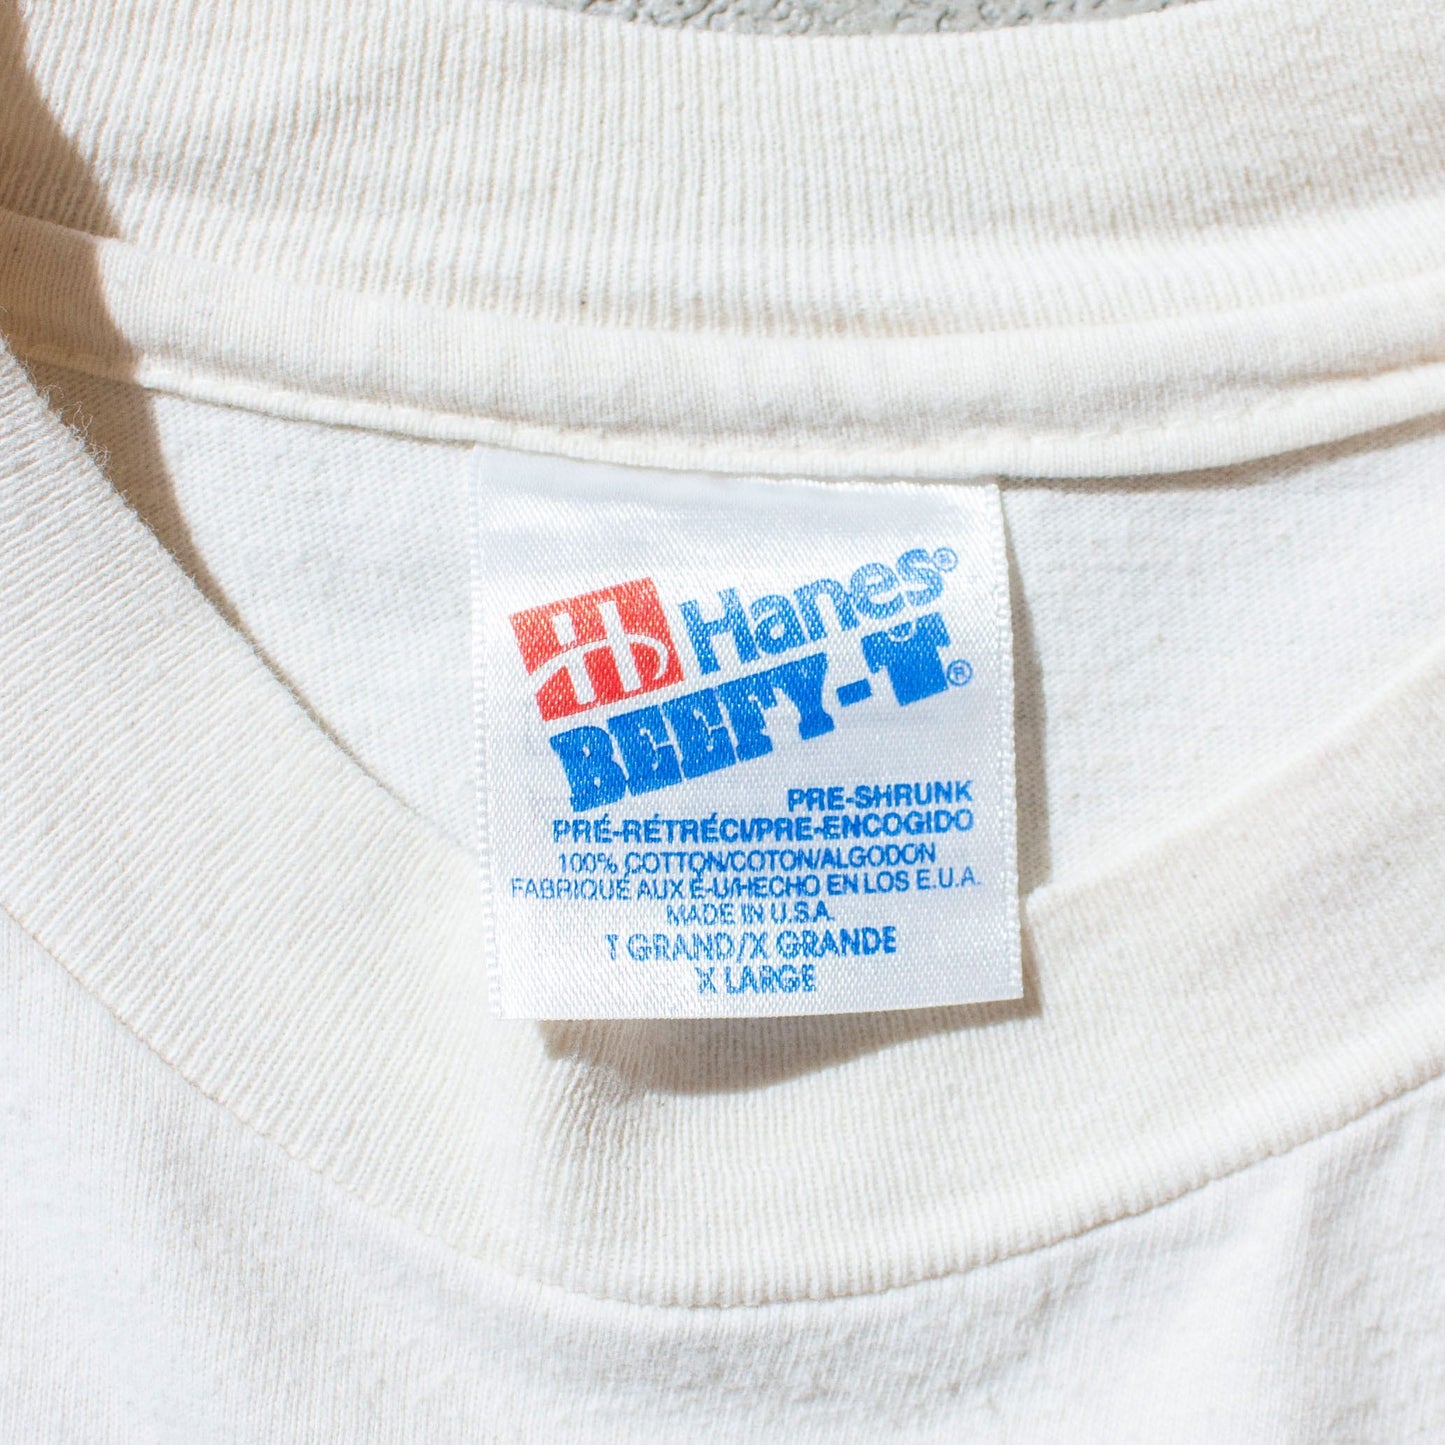 Hanes®
BEEFY-T®
PRE-SHRUNK
PRÉ-RÉTRÉCI/PRE-ENCOGIDO
100% COTTON/COTON/ALGODON
FABRIQUÉ AUX É-U/HECHO EN LOS E.U.A.
MADE IN U.S.A.
T GRAND/X GRANDE
X LARGE